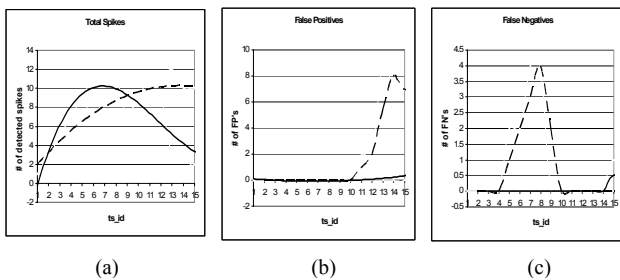 Total Spikes
# of detected spikes
14
12
10
8
6
4
2
0
-2
1 2 3 4 5 6 7 8 9 10 11 12 13 14 15
ts_id
(a)
False Positives
# of FP's
10
8
6
4
2
0
-2
1 2 3 4 5 6 7 8 9 10 11 12 13 14 15
ts_id
(b)
False Negatives
# of FN's
4.5
4
3.5
3
2.5
2
1.5
1
0.5
0
0.5
1 2 3 4 5 6 7 8 9 10 11 12 13 14 15
ts_id
(c)